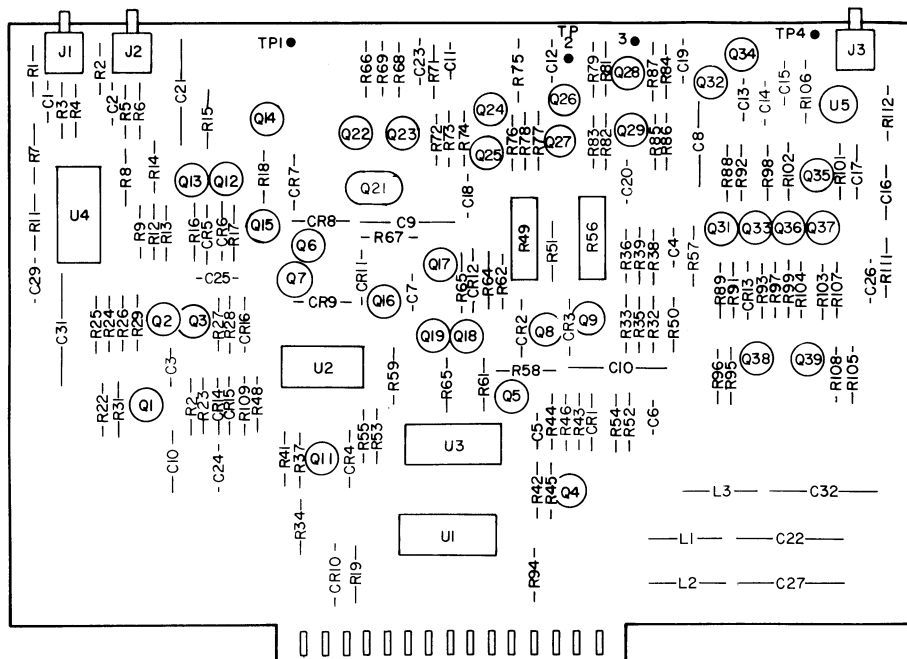 J1
J2
TP1
TP
2
3
TP4
J3
R1
R2
C21
R66
R69
R68
C23
R71
C11
R75
C12
R79
R81
Q28
R87
R84
C19
Q32
Q34
C13
C14
C15
R106
U5
R112
C1
R3
R4
C2
R5
R6
R15
Q14
Q22
Q23
R72
R73
R74
Q24
Q25
R76
R78
R77
Q26
Q27
R83
R82
Q29
R85
R86
C8
R7
R8
R14
Q13
Q12
R18
CR7
Q21
C18
C20
R88
R92
R98
R102
Q35
R101
C17
C16
U4
R11
R9
R12
R13
R16
CR5
CR6
R17
Q15
CR8
C9
R67
R49
R51
R56
R36
R39
R38
C4
R57
Q31
Q33
Q36
Q37
C29
C25
Q6
Q7
CR9
CR11
Q16
C7
Q17
R65
CR12
R64
R62
R89
R91
CR13
R93
R97
R99
R104
R103
R107
C26
R111
C31
R25
R24
R26
R29
Q2
Q3
R27
R28
CR16
Q19
Q18
CR2
Q8
CR3
Q9
R33
R35
R32
R50
C3
U2
R59
R65
R61
R58
C10
R96
R95
Q38
Q39
R108
R105
R22
R31
Q1
R2
R23
CR14
CR15
R109
R48
Q5
C10
C24
R41
R37
Q11
CR4
R55
R53
U3
C5
R44
R46
R43
CR1
R54
R52
C6
R42
R45
Q4
L3
C32
R34
U1
L1
C22
CR10
R19
R94
L2
C27